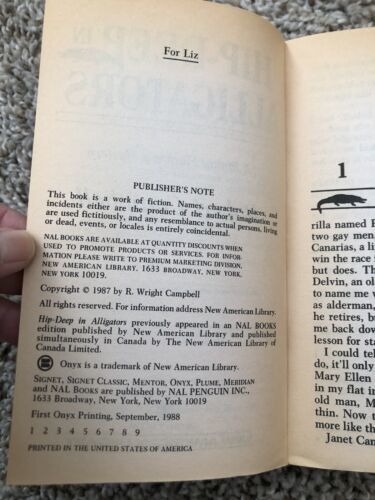 For Liz
PUBLISHER'S NOTE
This book is a work of fiction. Names, characters, places, and
incidents either are the product of the author's imagination or
are used fictitiously, and any resemblance to actual persons, living
or dead, events, or locales is entirely coincidental.
NAL BOOKS ARE AVAILABLE AT QUANTITY DISCOUNTS WHEN
USED TO PROMOTE PRODUCTS OR SERVICES. FOR INFOR-
MATION PLEASE WRITE TO PREMIUM MARKETING DIVISION,
NEW AMERICAN LIBRARY. 1633 BROADWAY, NEW YORK,
NEW YORK 10019.
Copyright © 1987 by R. Wright Campbell
All rights reserved. For information address New American Library.
Hip-Deep in Alligators previously appeared in an NAL BOOKS
edition published by New American Library and published
simultaneously in Canada by The New American Library of
Canada Limited.
Onyx is a trademark of New American Library.
SIGNET, SIGNET CLASSIC, MENTOR, ONYX, PLUME, MERIDIAN
and NAL BOOKS are published by NAL PENGUIN INC.,
1633 Broadway, New York, New York 10019
First Onyx Printing, September, 1988
1 2 3 4 5 6 7 8 9
PRINTED IN THE UNITED STATES OF AMERICA
1
rilla named
two gay men.
Canarias, a lin
win the race
but does. Th
Delvin, an old
to name me
as alderman,
he retires, bu
me back down
lesson for sta
I could tell
do, it'll only
Mary Ellen
in my flat in
old man, M
thin. Now t
more like th
Janet Can